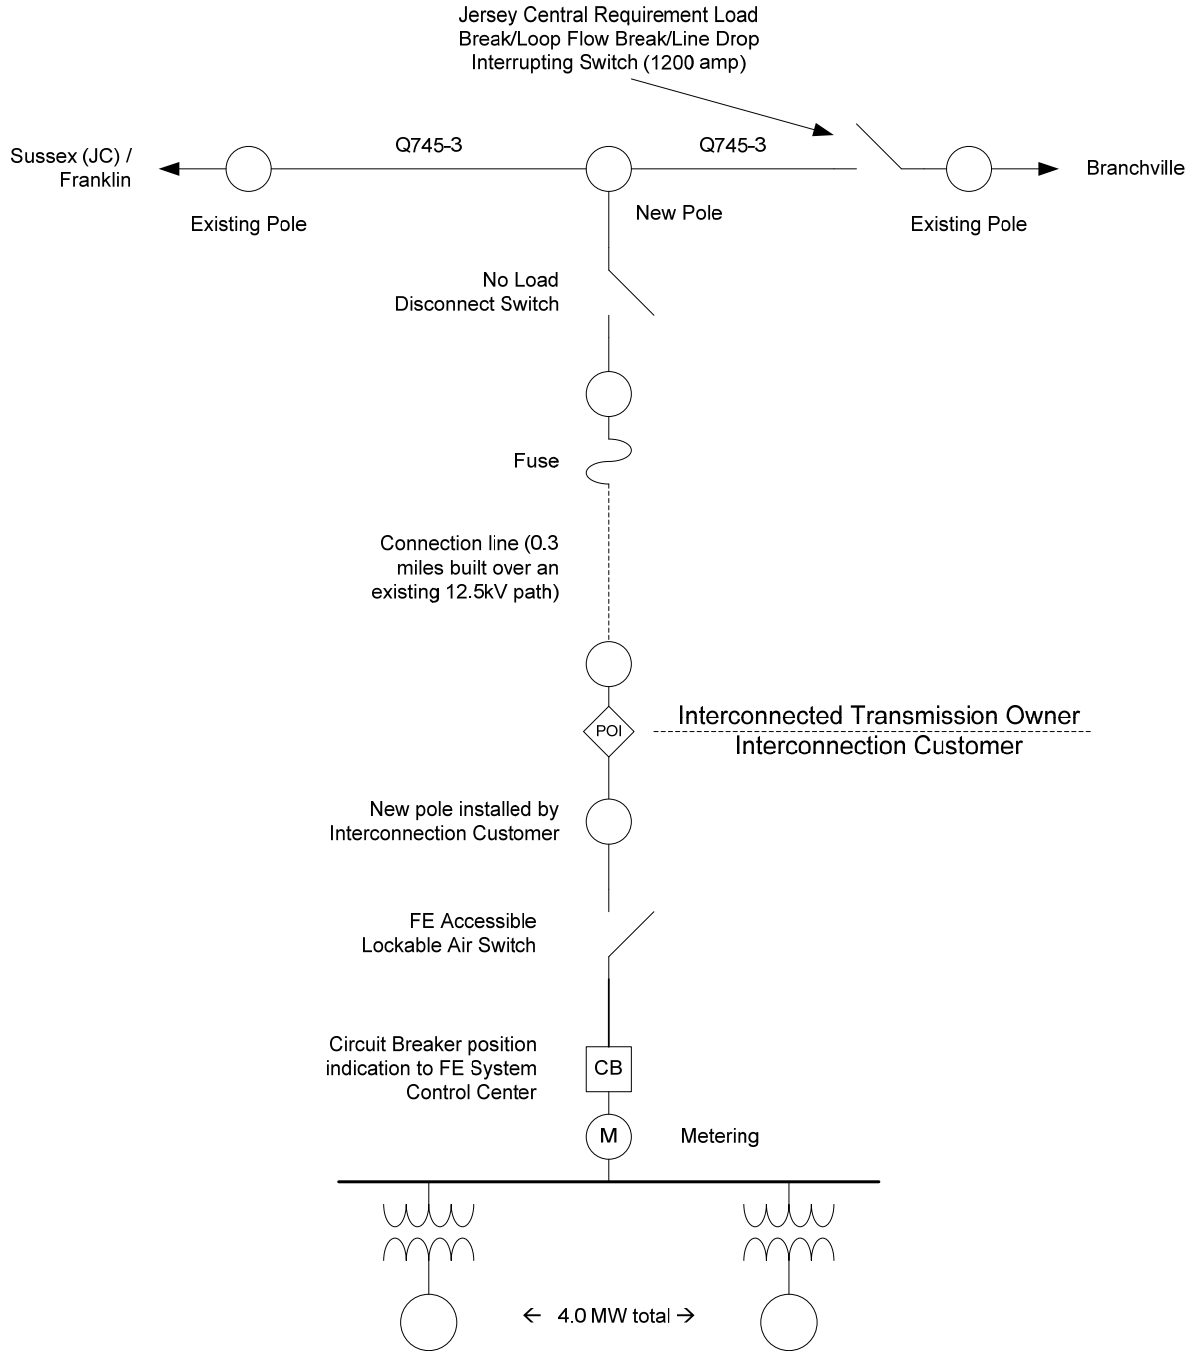 Jersey Central Requirement Load
Break/Loop Flow Break/Line Drop
Interrupting Switch (1200 amp)
Q745-3
Q745-3
Sussex (JC) /
Franklin
Branchville
Existing Pole
New Pole
Existing Pole
No Load
Disconnect Switch
Fuse
Connection line (0.3
miles built over an
existing 12.5kV path)
Interconnected Transmission Owner
POI
Interconnection Customer
New pole installed by
Interconnection Customer
FE Accessible
Lockable Air Switch
Circuit Breaker position
indication to FE System
Control Center
CB
M
Metering
← 4.0 MW total →